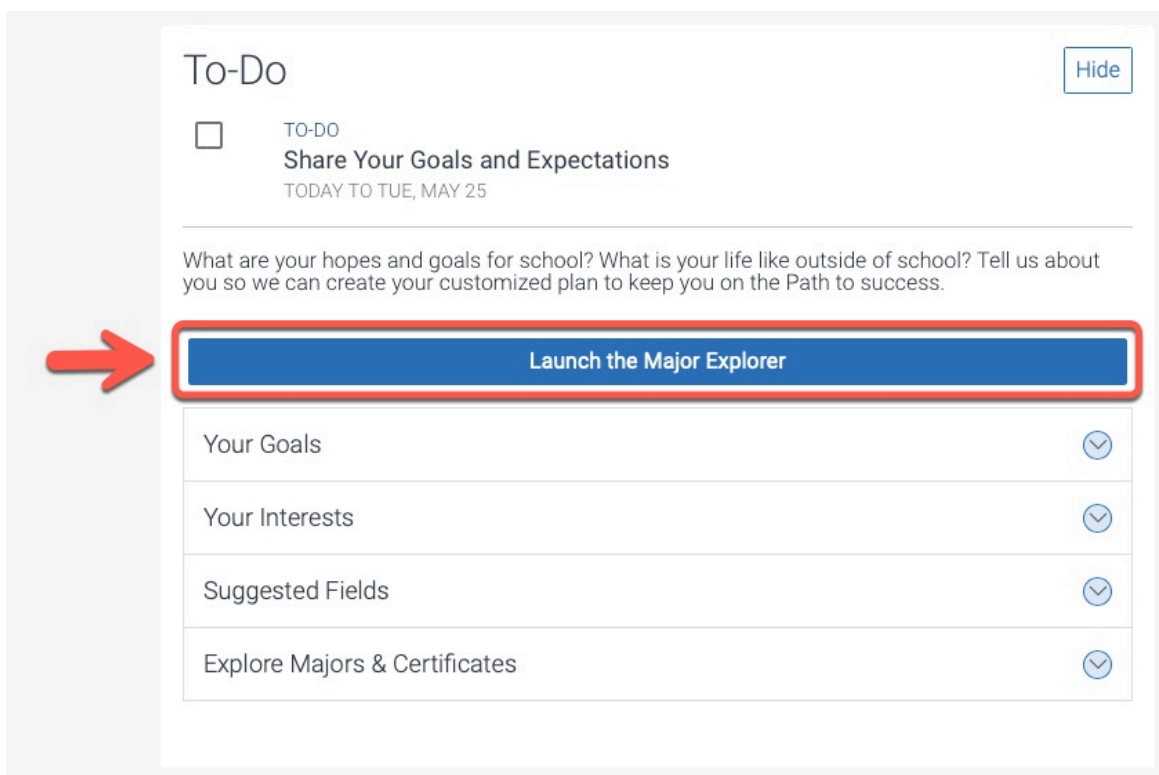 To-Do
Hide
TO-DO
Share Your Goals and Expectations
TODAY TO TUE, MAY 25
What are your hopes and goals for school? What is your life like outside of school? Tell us about
you so we can create your customized plan to keep you on the Path to success.
Launch the Major Explorer
Your Goals
Your Interests
Suggested Fields
Explore Majors & Certificates